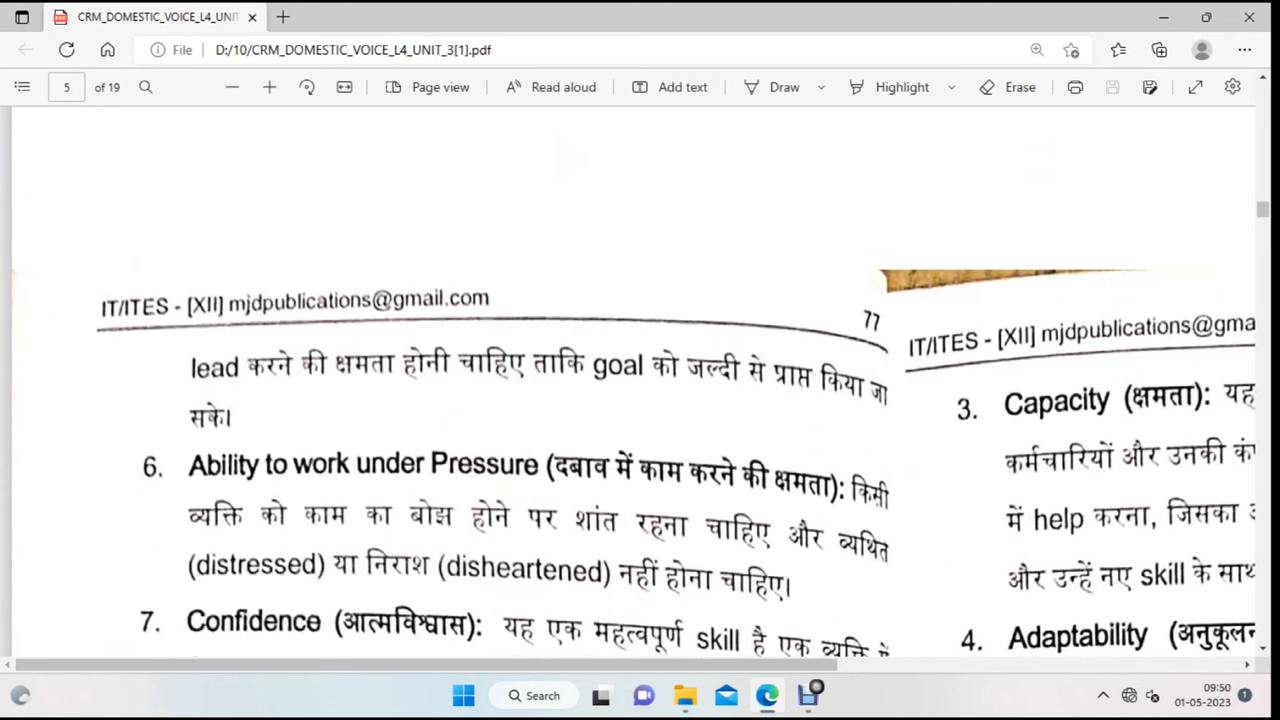 CRM_DOMESTIC_VOICE_L4_UNIT
File
D:/10/CRM_DOMESTIC_VOICE_L4_UNIT_3[1].pdf
5 of 19
Page view
Read aloud
Add text
Draw
Highlight
Erase
IT/ITES - [XII] mjdpublications@gmail.com
77
lead करने की क्षमता होनी चाहिए ताकि goal को जल्दी से प्राप्त किया जा
सके।
6. Ability to work under Pressure (दबाव में काम करने की क्षमता): किसी
व्यक्ति को काम का बोझ होने पर शांत रहना चाहिए और व्यथित
(distressed) या निराश (disheartened) नहीं होना चाहिए।
7. Confidence (आत्मविश्वास): यह एक महत्वपूर्ण skill है एक व्यक्ति में
IT/ITES - [XII] mjdpublications@gma
3. Capacity (क्षमता): यह
कर्मचारियों और उनकी कं
में help करना, जिसका
और उन्हें नए skill के साथ
4. Adaptability (अनुकूलन
Search
09:50
01-05-2023